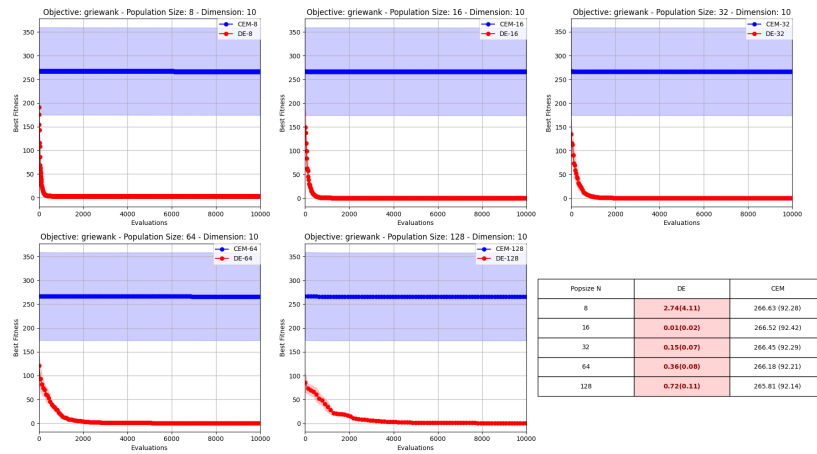 Objective: griewank - Population Size: 8 - Dimension: 10
CEM-8
DE-8
Best Fitness
350
300
250
200
150
100
50
0
0 2000 4000 6000 8000 10000
Evaluations
Objective: griewank - Population Size: 16 - Dimension: 10
CEM-16
DE-16
Best Fitness
350
300
250
200
150
100
50
0
0 2000 4000 6000 8000 10000
Evaluations
Objective: griewank - Population Size: 32 - Dimension: 10
CEM-32
DE-32
Best Fitness
350
300
250
200
150
100
50
0
0 2000 4000 6000 8000 10000
Evaluations
Objective: griewank - Population Size: 64 - Dimension: 10
CEM-64
DE-64
Best Fitness
350
300
250
200
150
100
50
0
0 2000 4000 6000 8000 10000
Evaluations
Objective: griewank - Population Size: 128 - Dimension: 10
CEM-128
DE-128
Best Fitness
350
300
250
200
150
100
50
0
0 2000 4000 6000 8000 10000
Evaluations
Popsize N DE CEM
8 2.74(4.11) 266.63 (92.28)
16 0.01(0.02) 266.52 (92.42)
32 0.15(0.07) 266.45 (92.29)
64 0.36(0.08) 266.18 (92.21)
128 0.72(0.11) 265.81 (92.14)